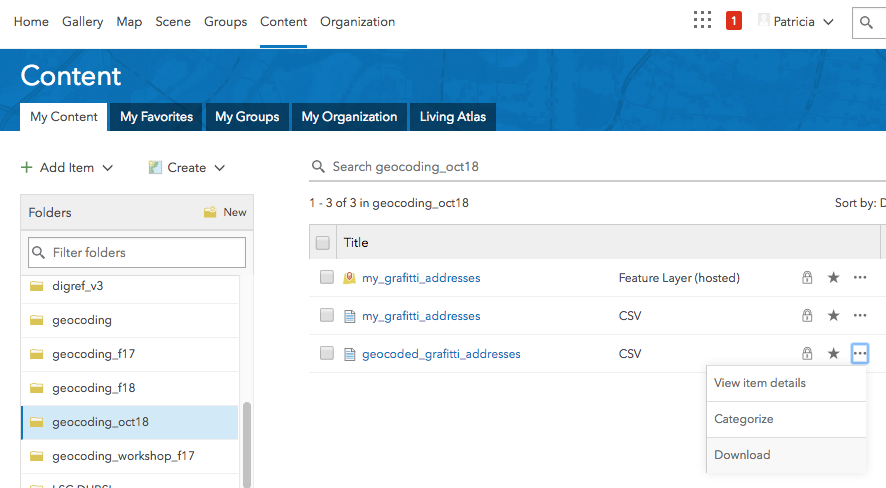 Home Gallery Map Scene Groups Content Organization 1 Patricia
Content
My Content My Favorites My Groups My Organization Living Atlas
Add Item Create Search geocoding_oct18
1 - 3 of 3 in geocoding_oct18 Sort by: D
Folders New
Filter folders
Title
digref_v3
geocoding
geocoding_f17
geocoding_f18
geocoding_oct18
geocoding_workshop_f17
my_grafitti_addresses Feature Layer (hosted)
my_grafitti_addresses CSV
geocoded_grafitti_addresses CSV
View item details
Categorize
Download